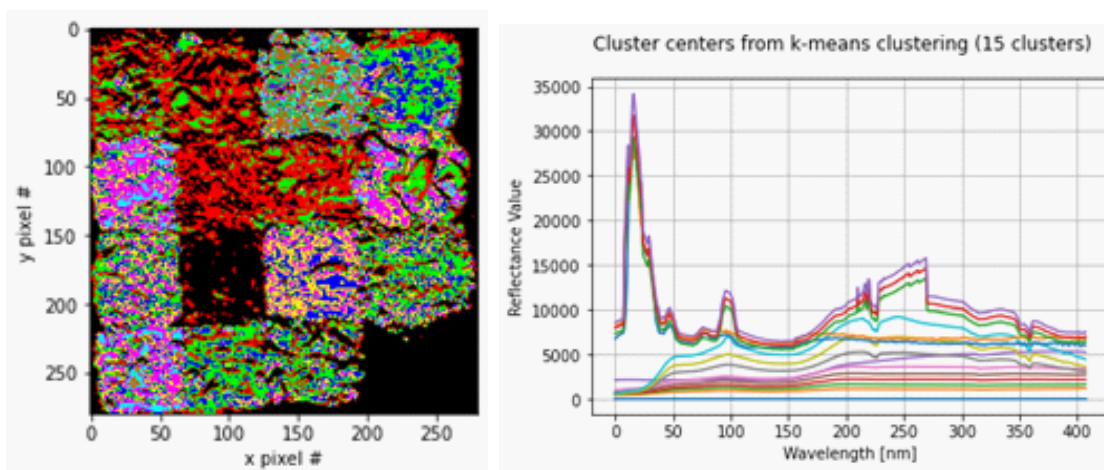 0
50
100
150
200
250
y pixel #
0 50 100 150 200 250
x pixel #
Cluster centers from k-means clustering (15 clusters)
35000
30000
25000
20000
15000
10000
5000
0
Reflectance Value
0 50 100 150 200 250 300 350 400
Wavelength [nm]